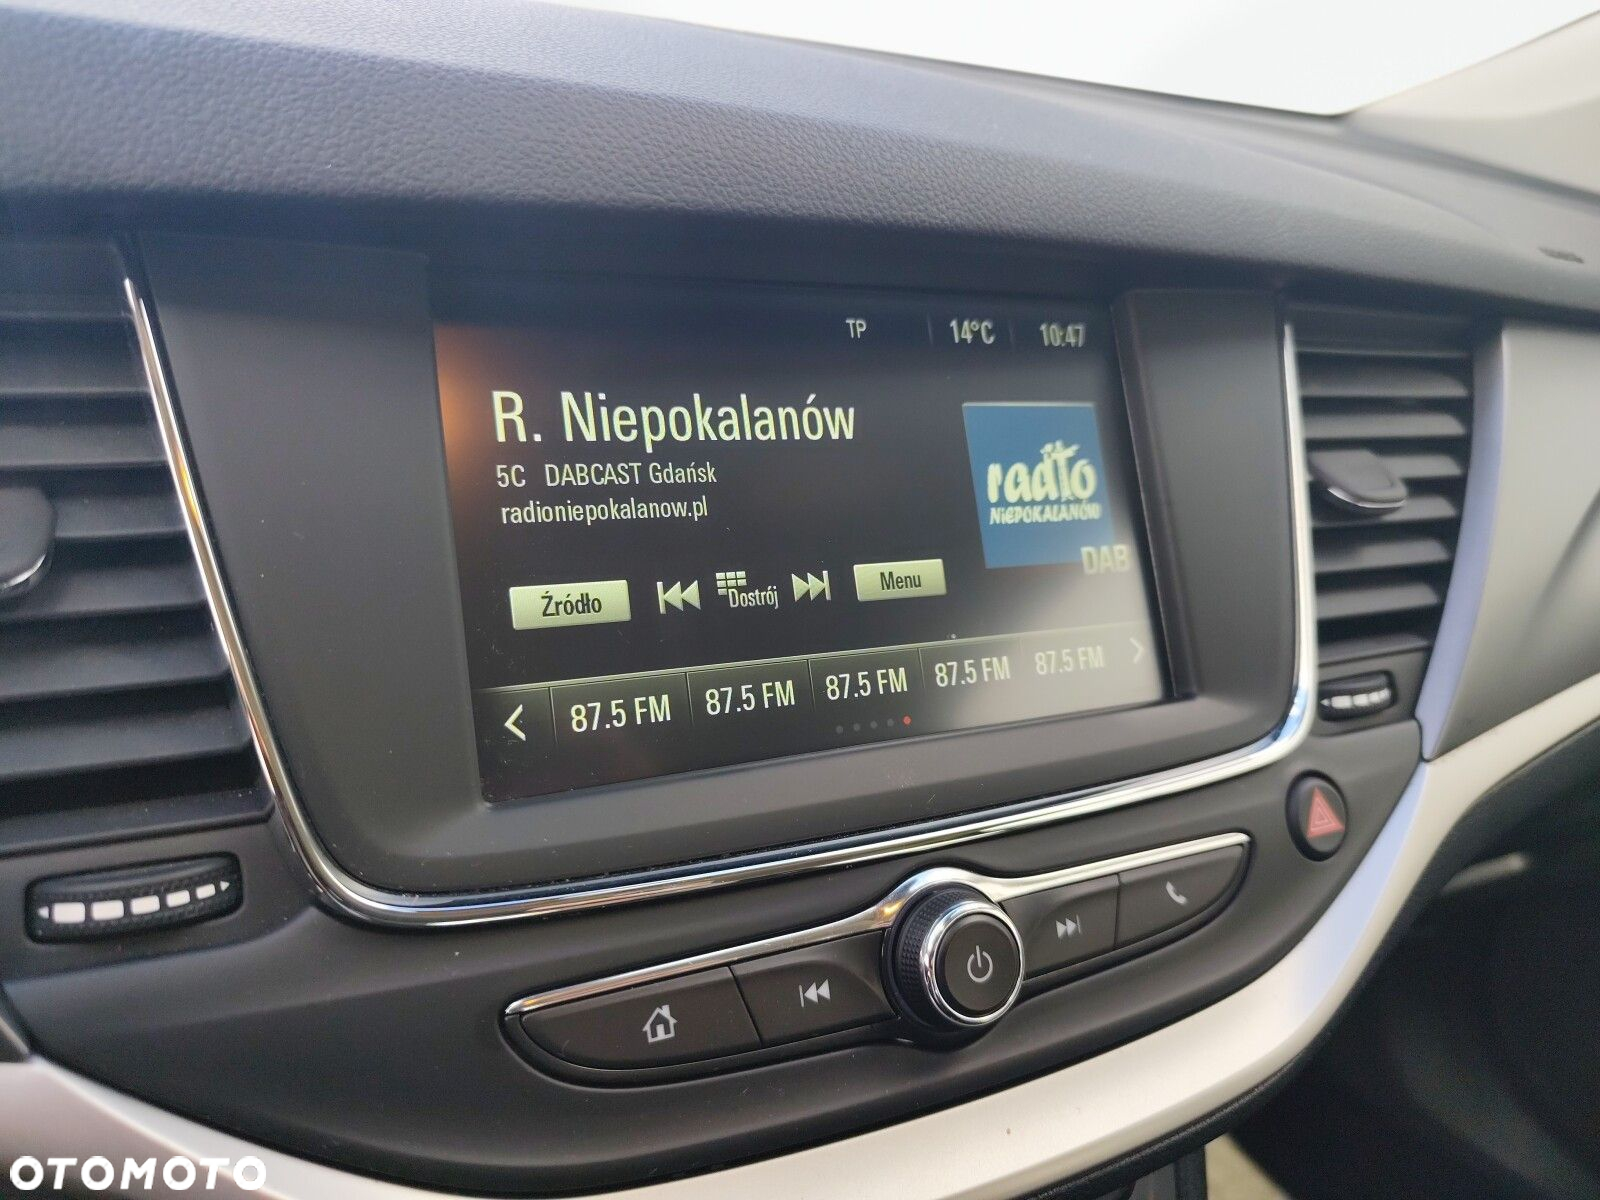 TP 14°C 10:47
R. Niepokalanów
5C DABCAST Gdańsk
radioniepokalanow.pl
radio
NIEPOKALANÓW
DAB
Źródło Dostrój Menu
87.5 FM 87.5 FM 87.5 FM 87.5 FM 87.5 FM
OTOMOTO